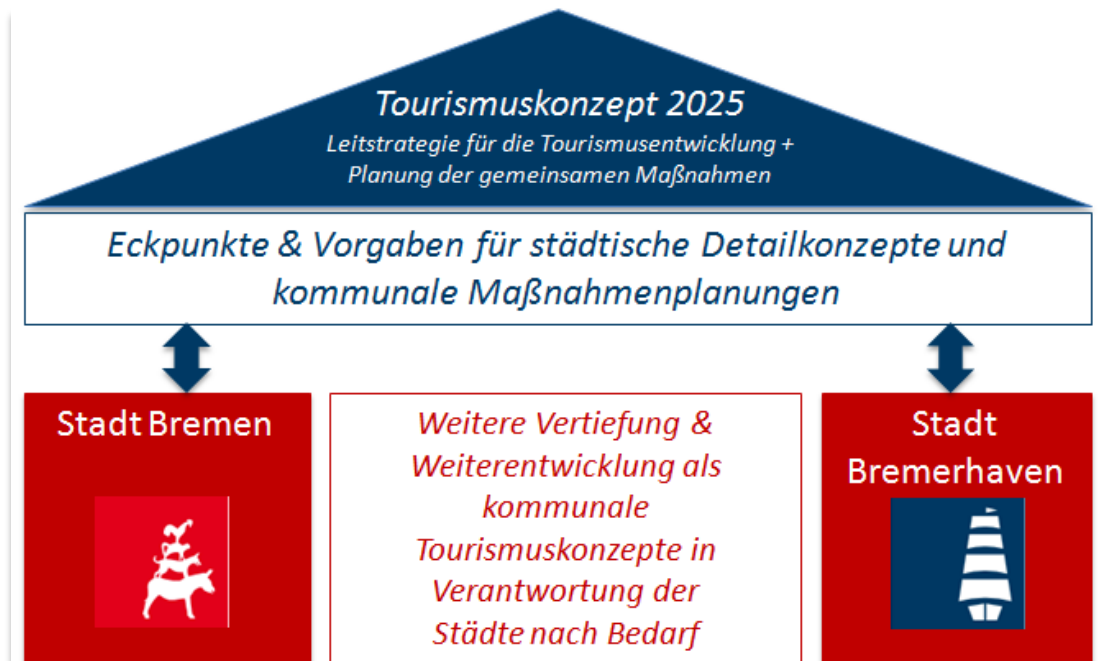 Tourismuskonzept 2025
Leitstrategie für die Tourismusentwicklung +
Planung der gemeinsamen Maßnahmen
Eckpunkte & Vorgaben für städtische Detailkonzepte und
kommunale Maßnahmenplanungen
Stadt Bremen
Weitere Vertiefung &
Weiterentwicklung als
kommunale
Tourismuskonzepte in
Verantwortung der
Städte nach Bedarf
Stadt
Bremerhaven